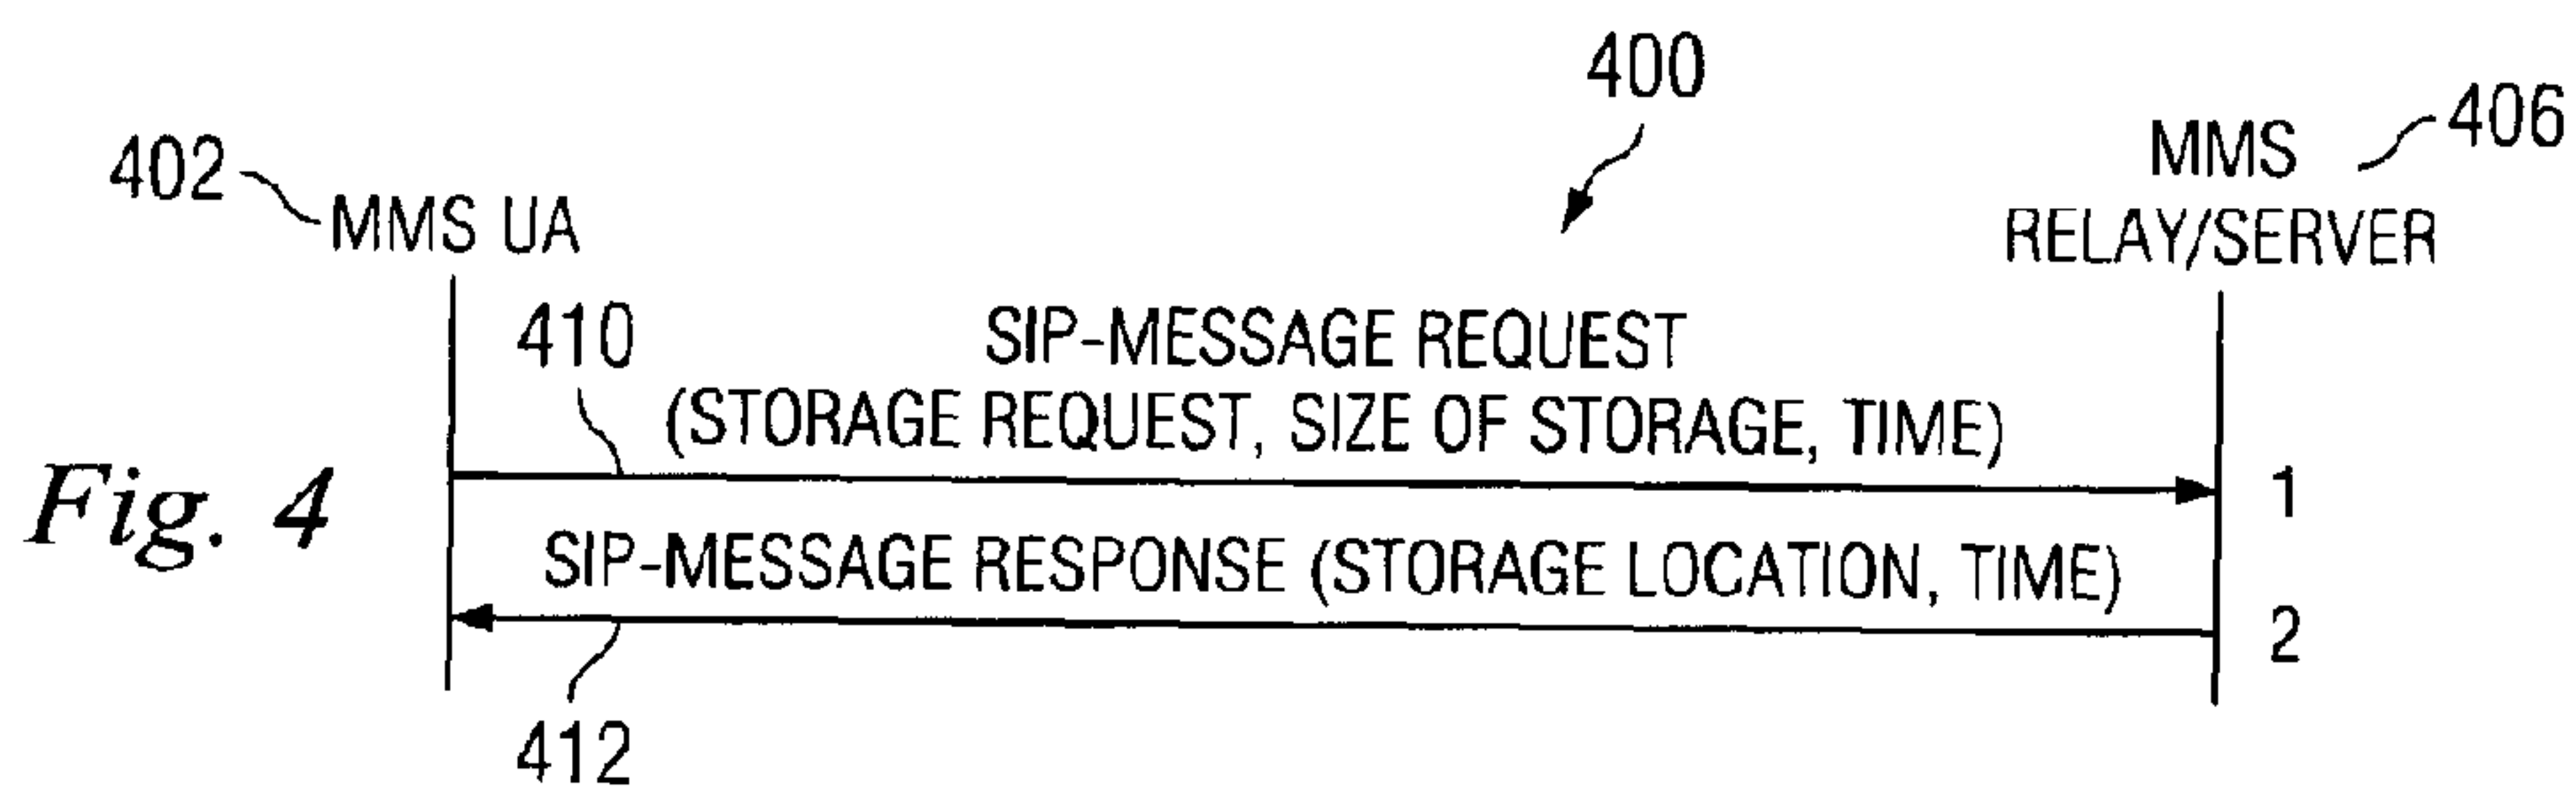 400
402
MMS UA
MMS
RELAY/SERVER
406
410
SIP-MESSAGE REQUEST
(STORAGE REQUEST, SIZE OF STORAGE, TIME)
1
Fig. 4
SIP-MESSAGE RESPONSE (STORAGE LOCATION, TIME)
2
412